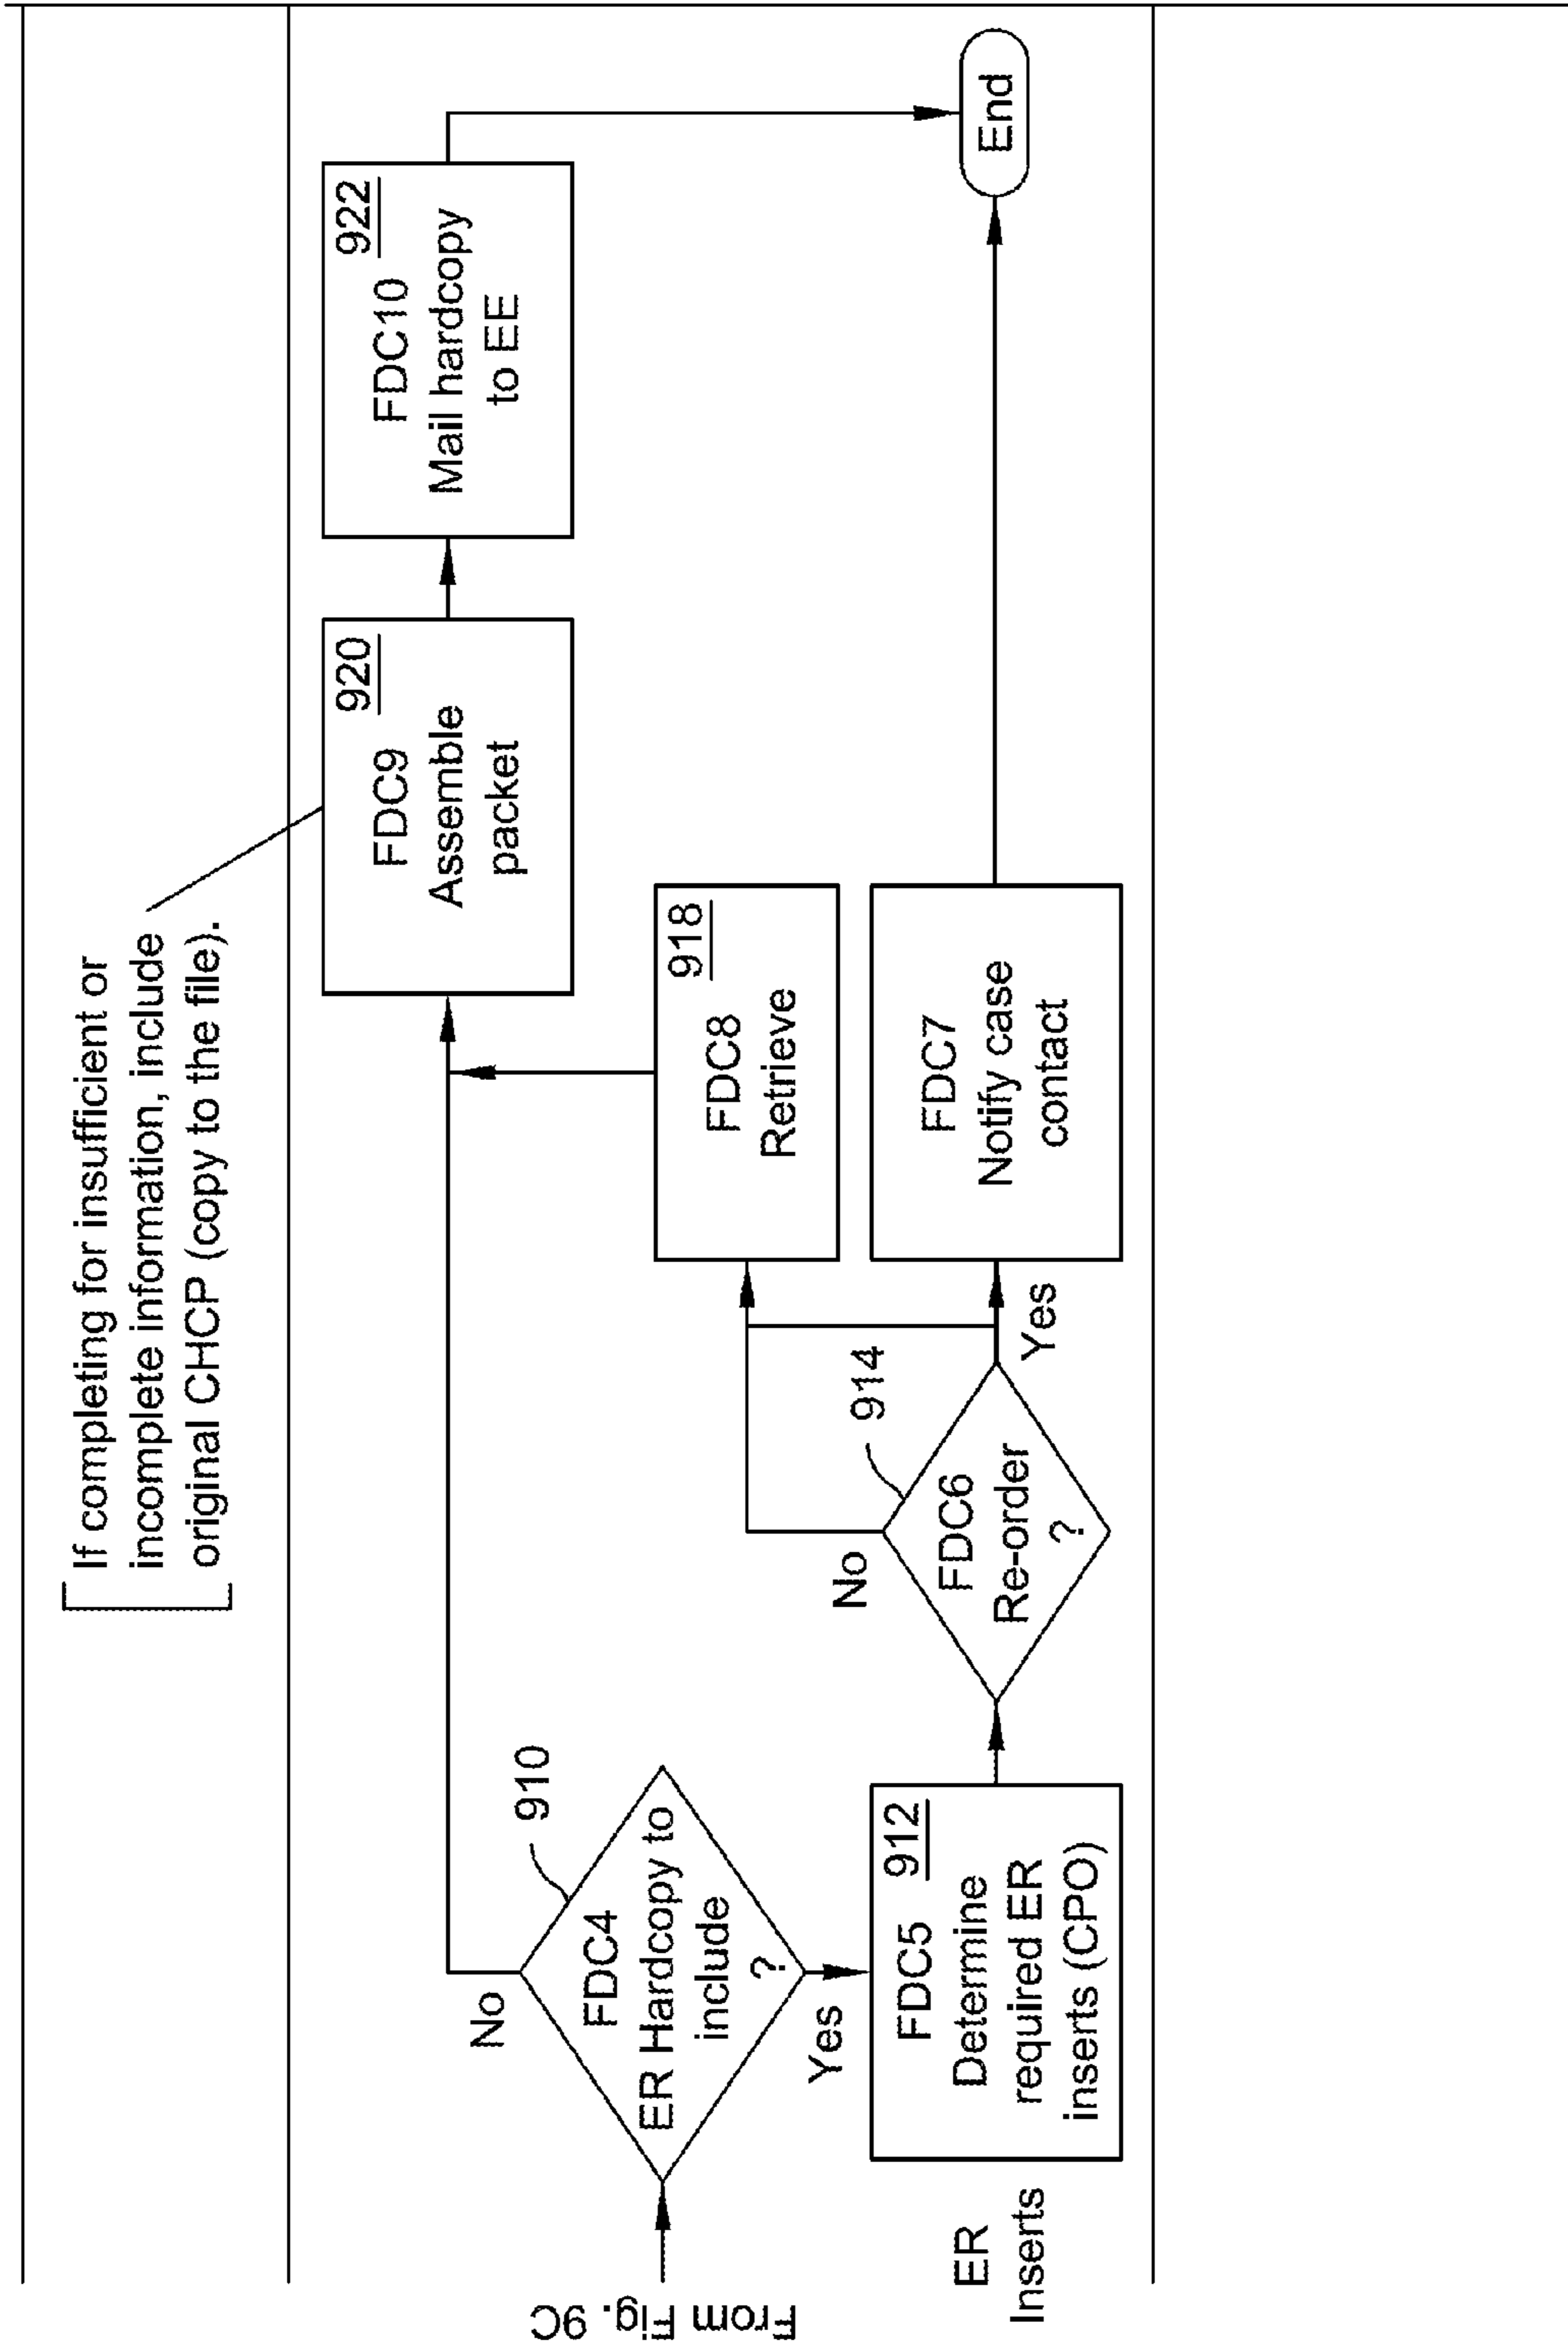 If completing for insufficient or
incomplete information, include
original CHCP (copy to the file).
From Fig. 9C
910
FDC4
ER Hardcopy to
include
?
No
Yes
ER
Inserts
FDC5 912
Determine
required ER
inserts (CPO)
914
FDC6
Re-order
?
No
Yes
918
FDC8
Retrieve
FDC7
Notify case
contact
920
FDC9
Assemble
packet
922
FDC10
Mail hardcopy
to EE
End